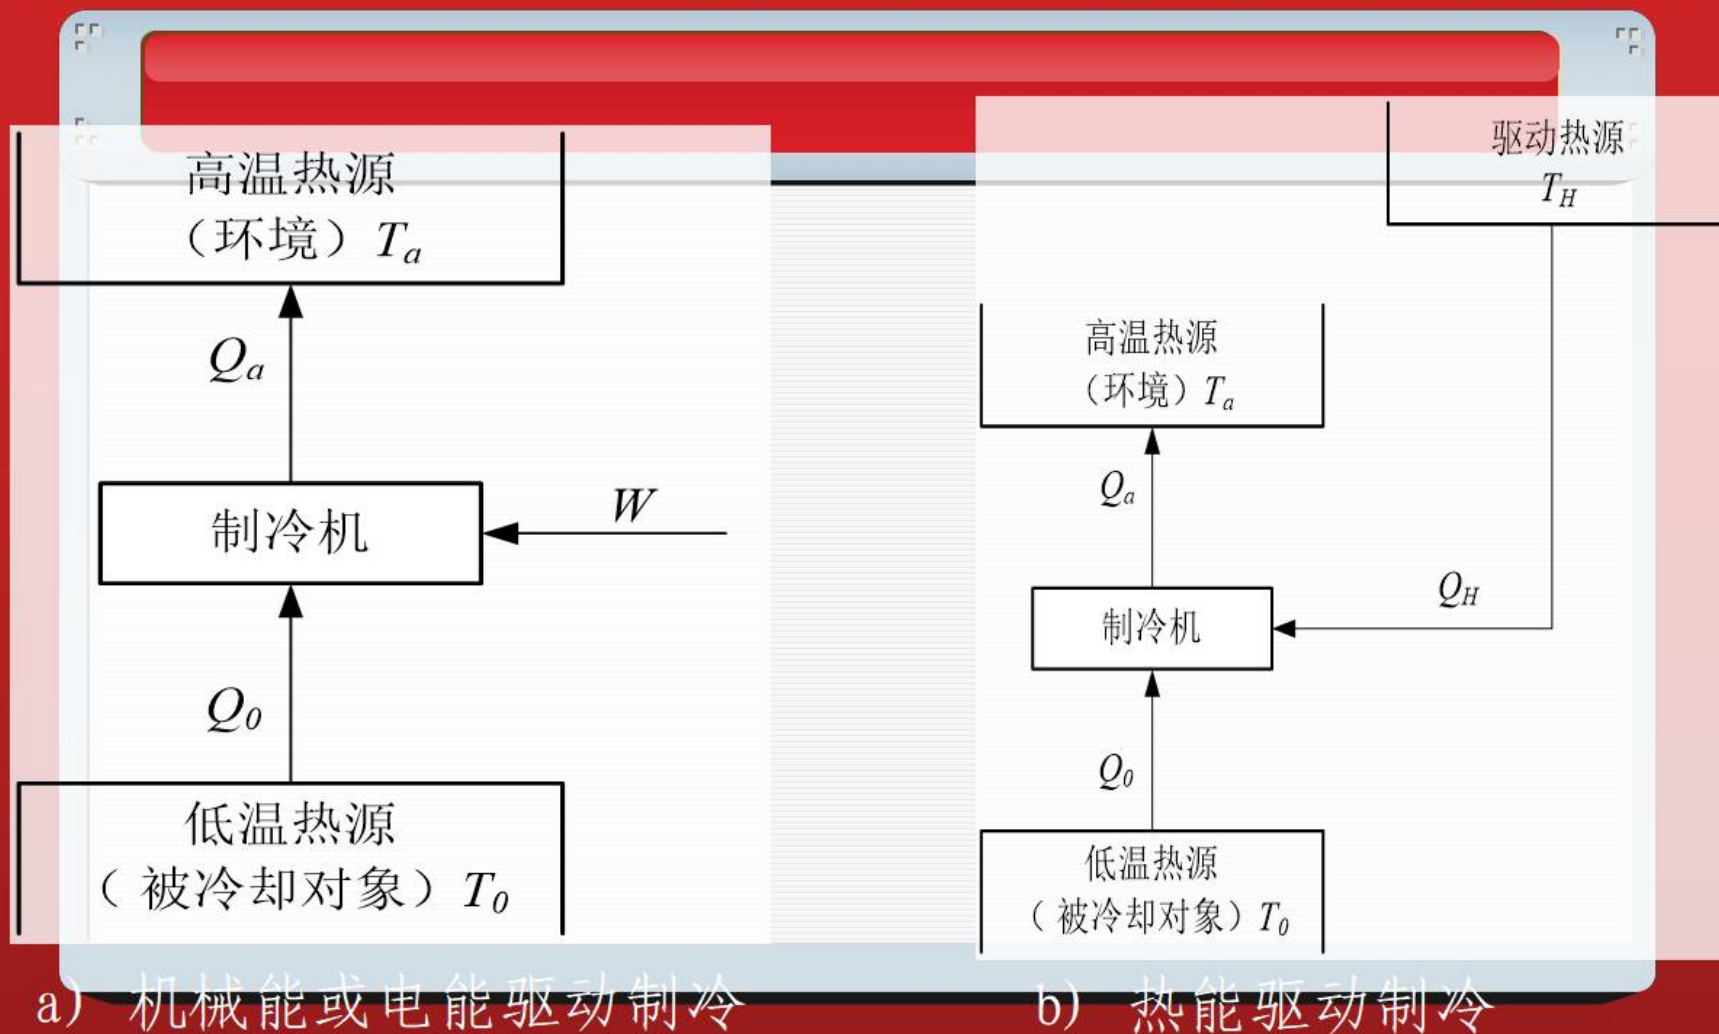 高温热源
（环境）Ta
Qa
制冷机
W
Q0
低温热源
（被冷却对象）T0
a) 机械能或电能驱动制冷
驱动热源
TH
高温热源
（环境）Ta
Qa
制冷机
QH
Q0
低温热源
（被冷却对象）T0
b) 热能驱动制冷